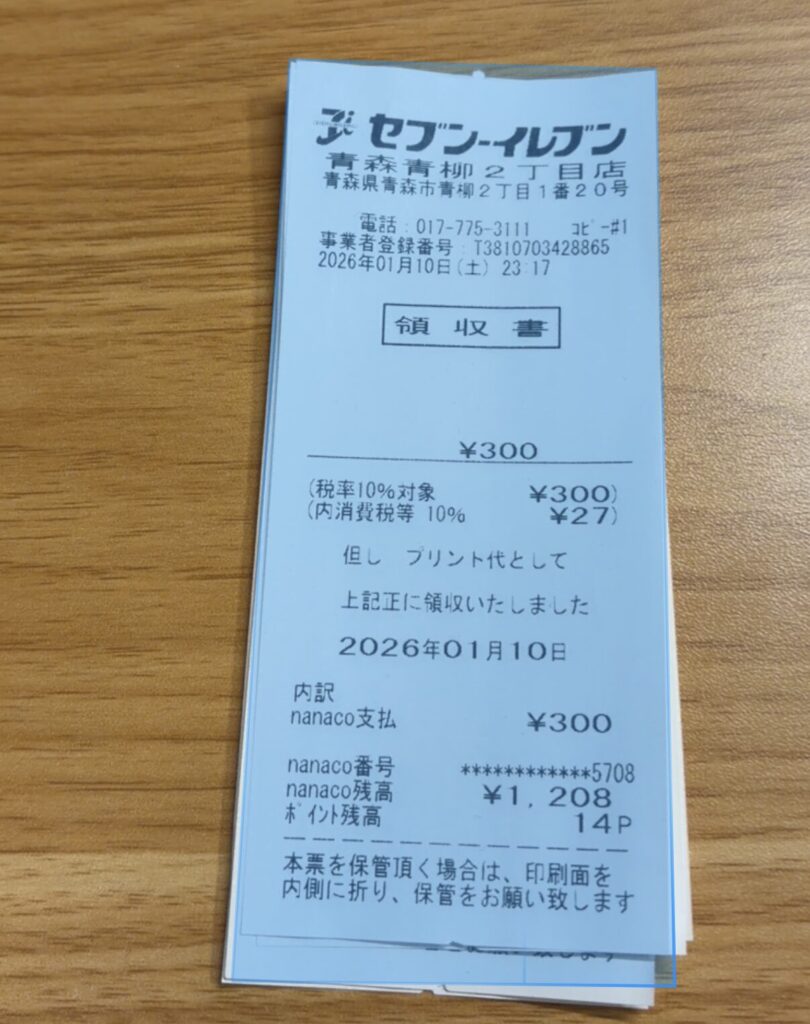 セブン-イレブン
青森青柳2丁目店
青森県青森市青柳2丁目1番20号
電話:017-775-3111 コピー#1
事業者登録番号:T3810703428865
2026年01月10日(土) 23:17
領収書
¥300
(税率10%対象 ¥300)
(内消費税等 10% ¥27)
但し プリント代として
上記正に領収いたしました
2026年01月10日
内訳
nanaco支払 ¥300
nanaco番号 ************5708
nanaco残高 ¥1,208
ポイント残高 14P
本票を保管頂く場合は、印刷面を
内側に折り、保管をお願い致します